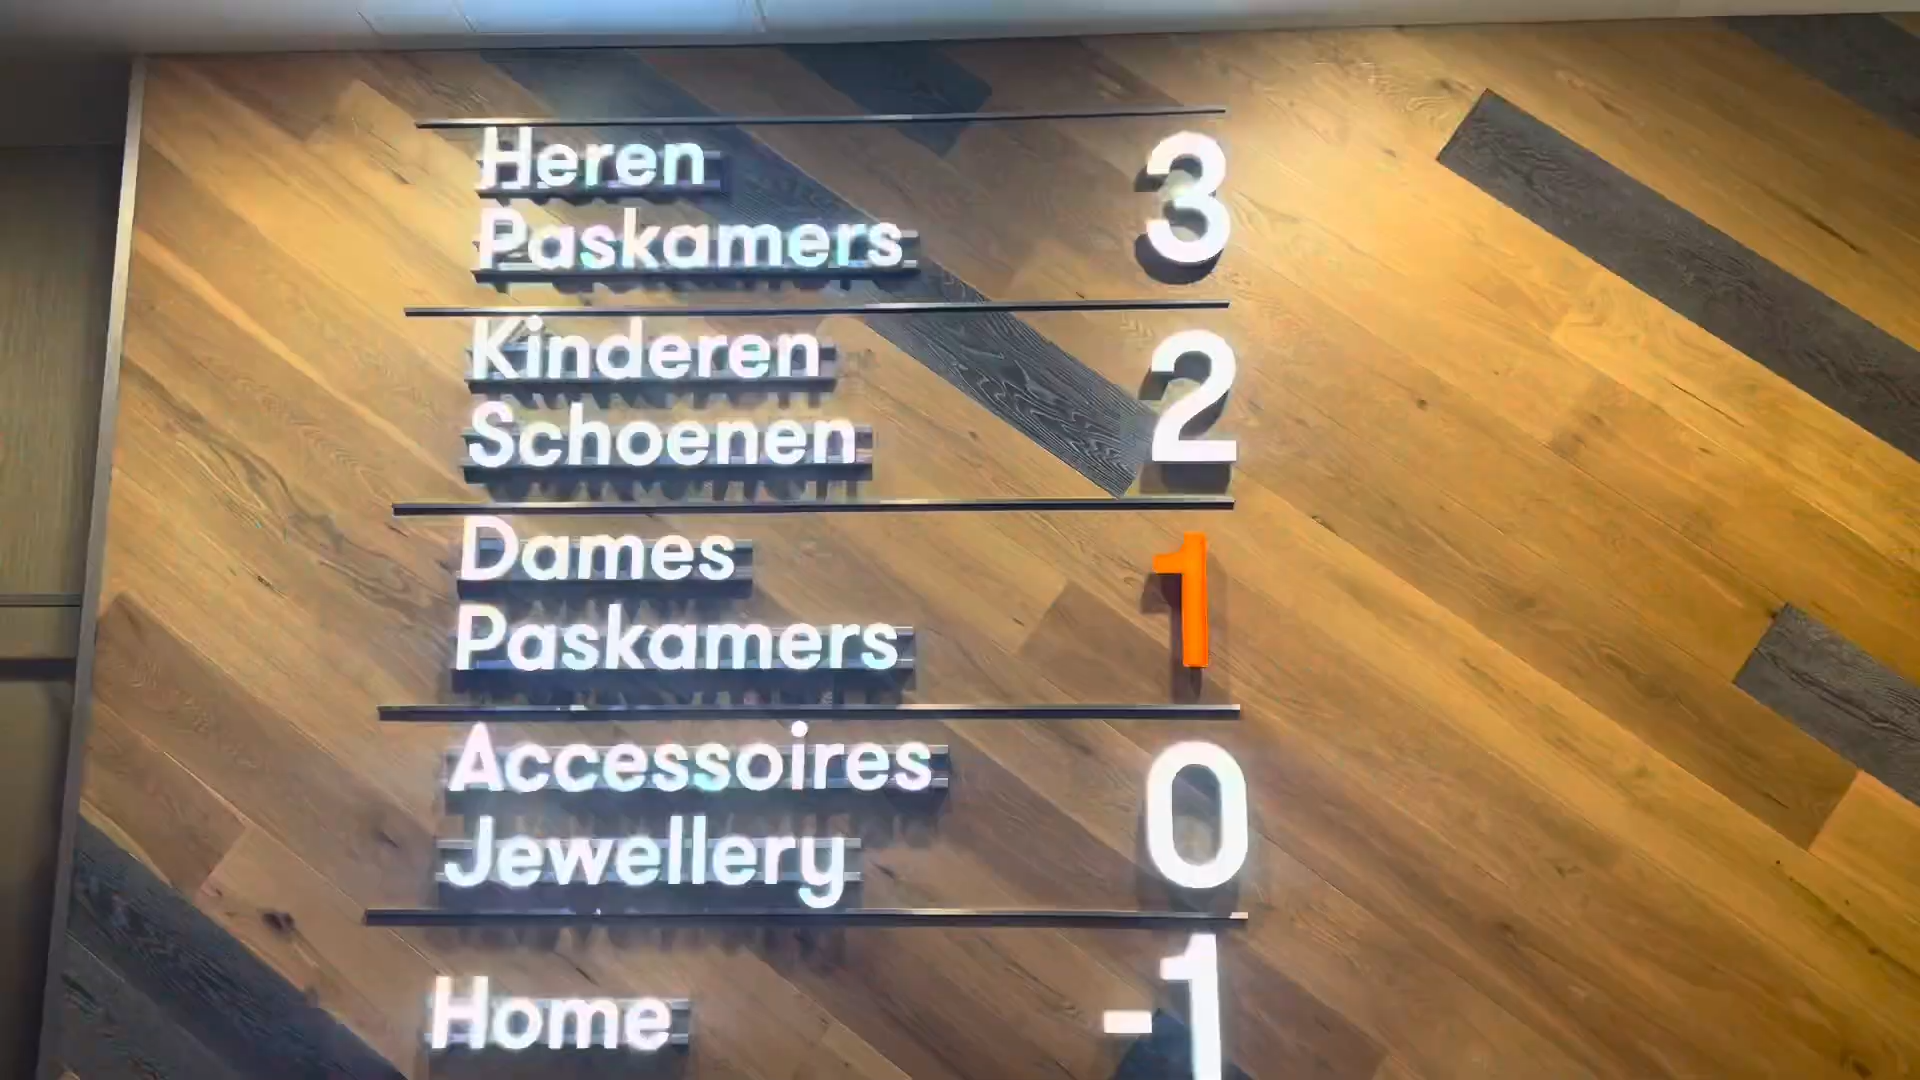 Heren 3
Paskamers
Kinderen 2
Schoenen
Dames 1
Paskamers
Accessoires 0
Jewellery
Home -1